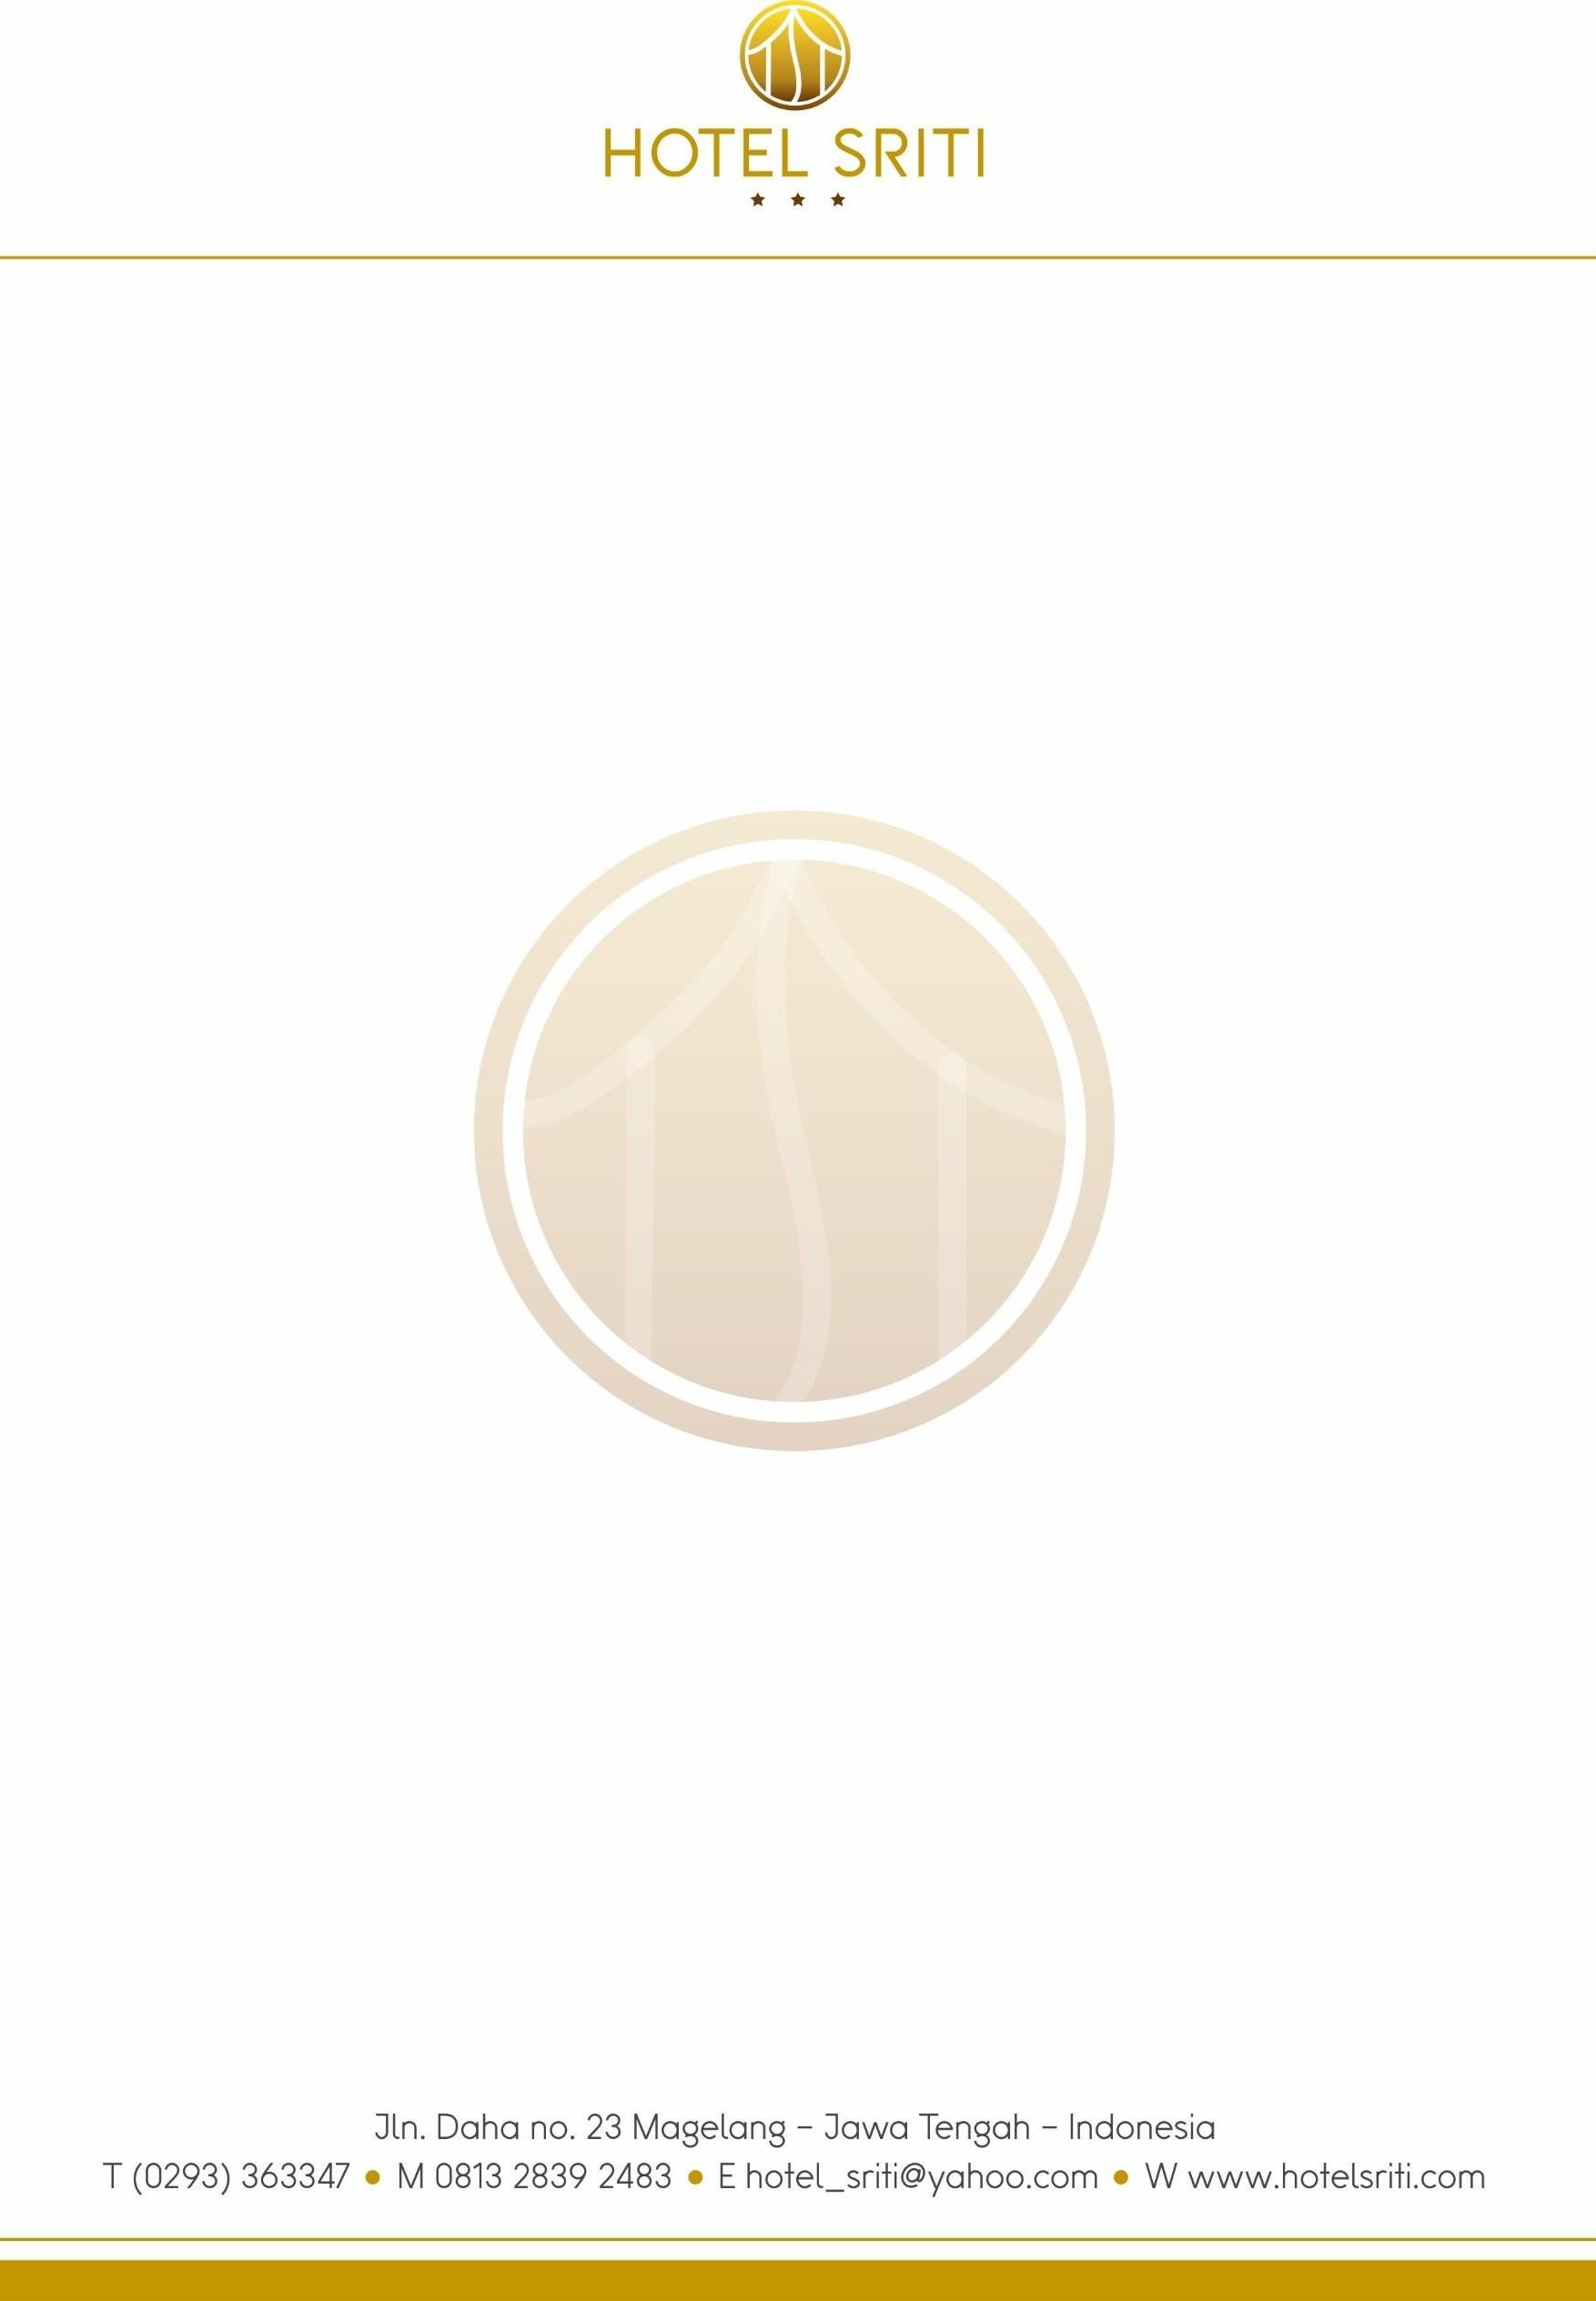 HOTEL SRITI
Jln. Daha no. 23 Magelang - Jawa Tengah - Indonesia
T (0293) 363347 • M 0813 2839 2483 • E hotel_sriti@yahoo.com • W www.hotelsriti.com